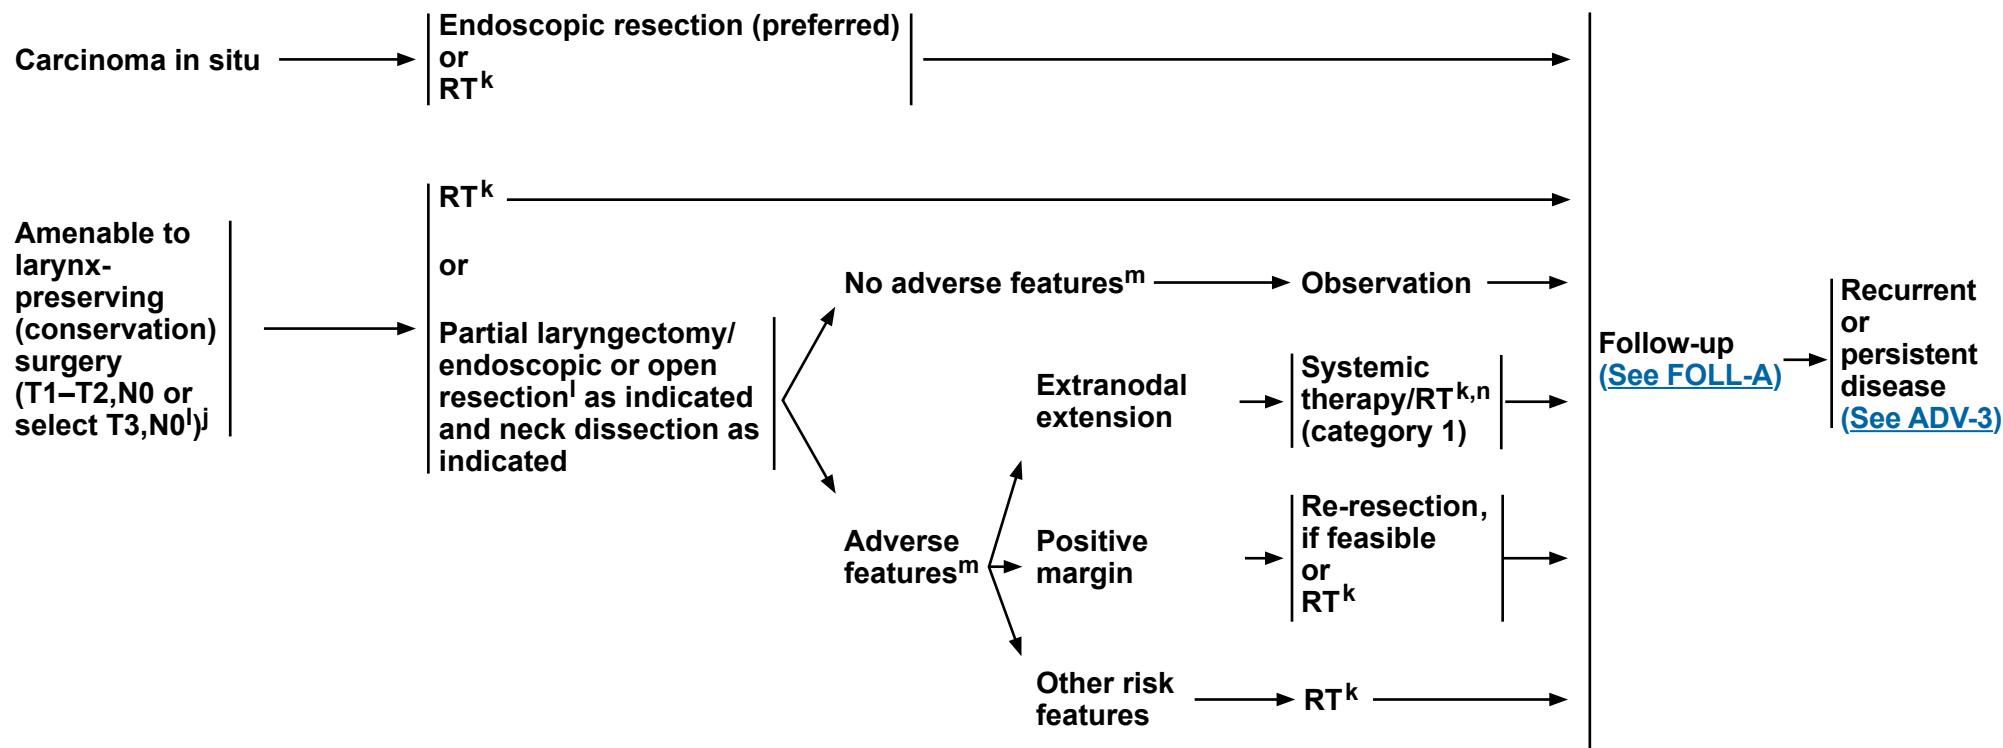 Carcinoma in situ
Endoscopic resection (preferred)
or
RTk
Amenable to
larynx-
preserving
(conservation)
surgery
(T1–T2,N0 or
select T3,N0l)j
RTk
or
Partial laryngectomy/
endoscopic or open
resectionl as indicated
and neck dissection as
indicated
No adverse featuresm
Observation
Adverse
featuresm
Extranodal
extension
Systemic
therapy/RTk,n
(category 1)
Positive
margin
Re-resection,
if feasible
or
RTk
Other risk
features
RTk
Follow-up
(See FOLL-A)
Recurrent
or
persistent
disease
(See ADV-3)